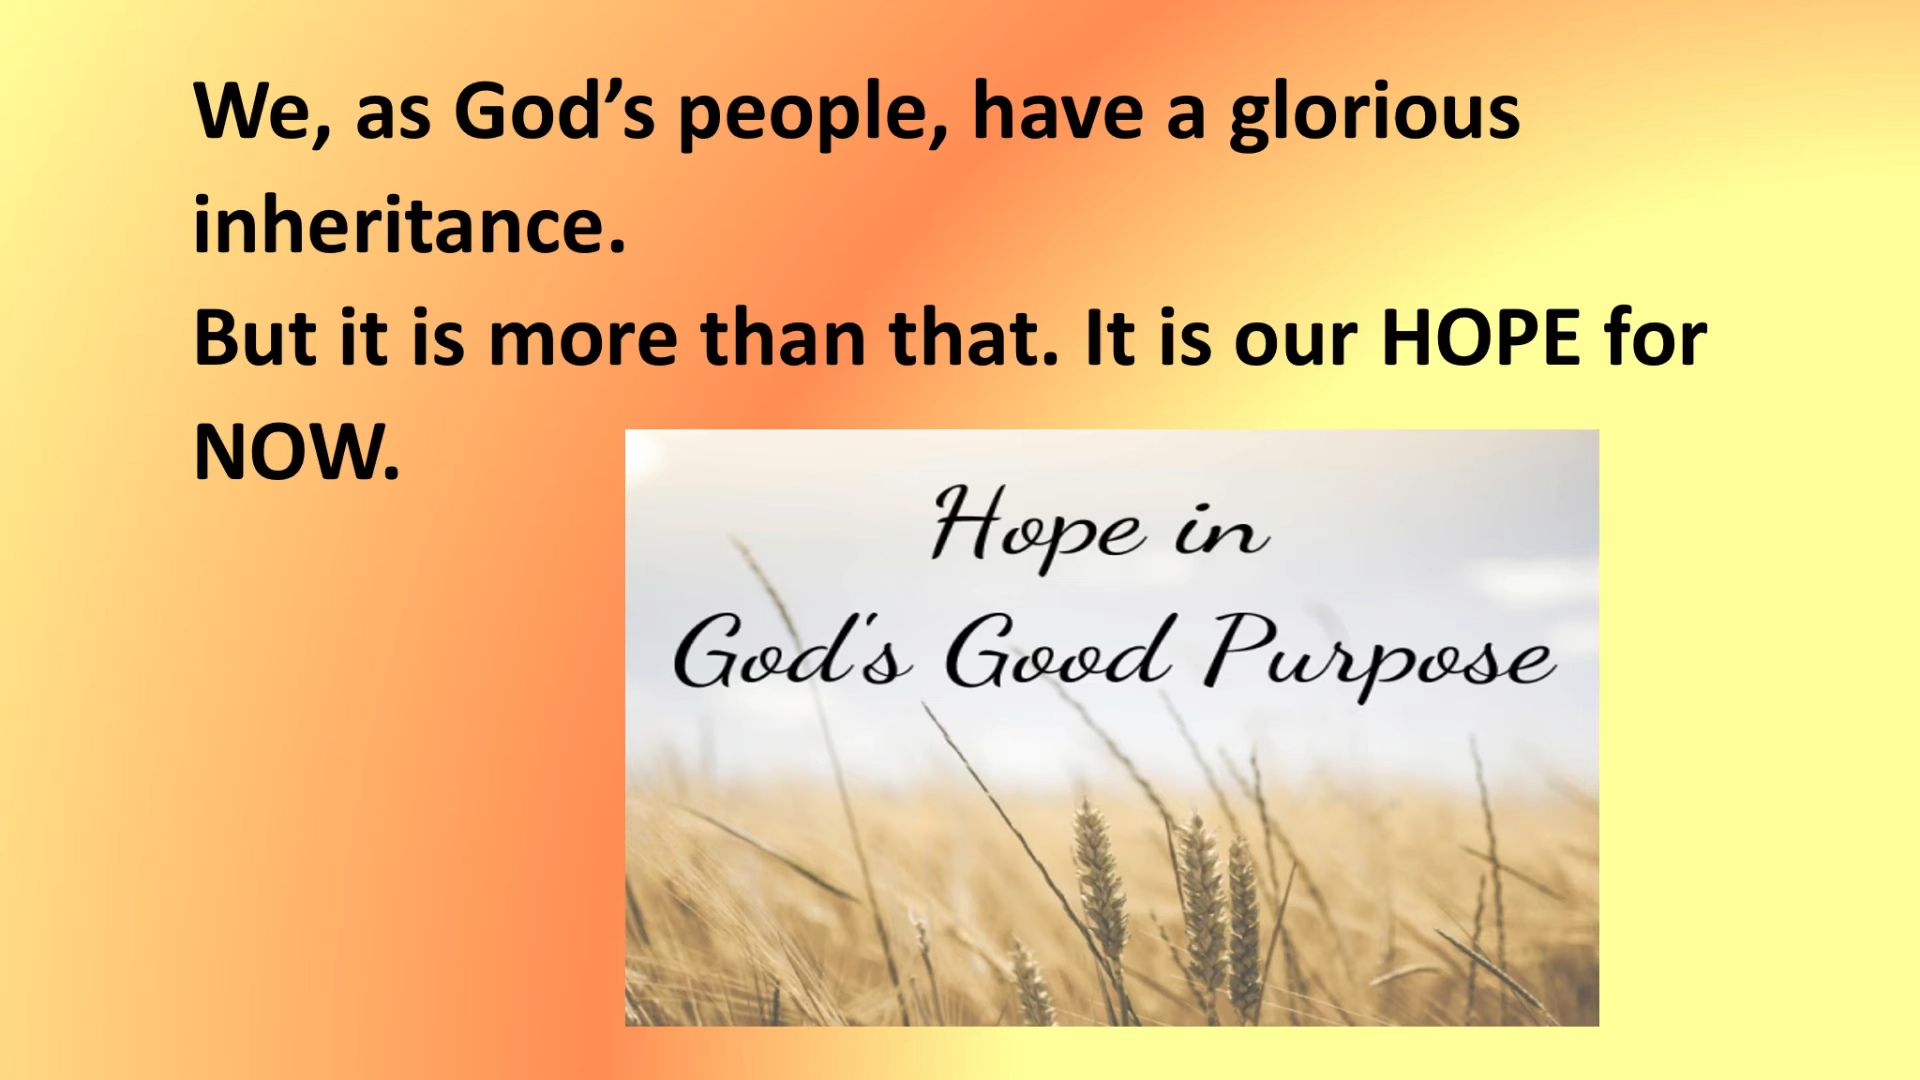 We, as God’s people, have a glorious
inheritance.
But it is more than that. It is our HOPE for
NOW.
Hope in
God's Good Purpose